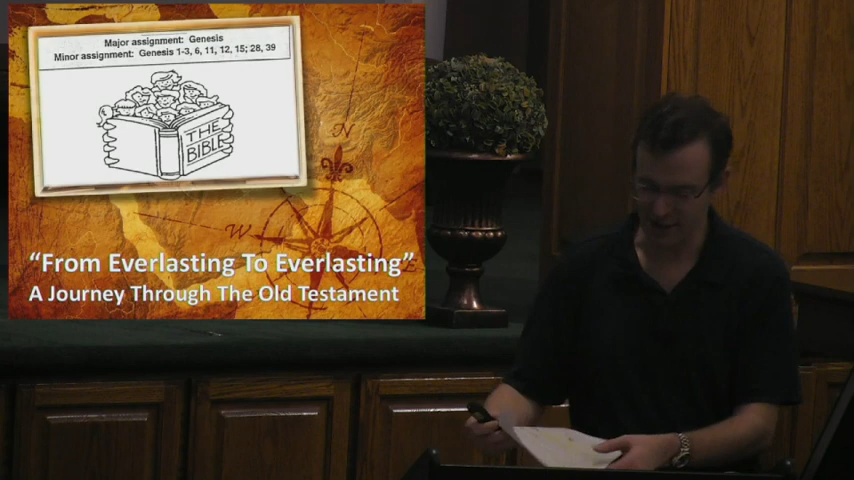 Major assignment: Genesis
Minor assignment: Genesis 1-3, 6, 11, 12, 15; 28, 39
THE
BIBLE
N
W
“From Everlasting To Everlasting”
A Journey Through The Old Testament